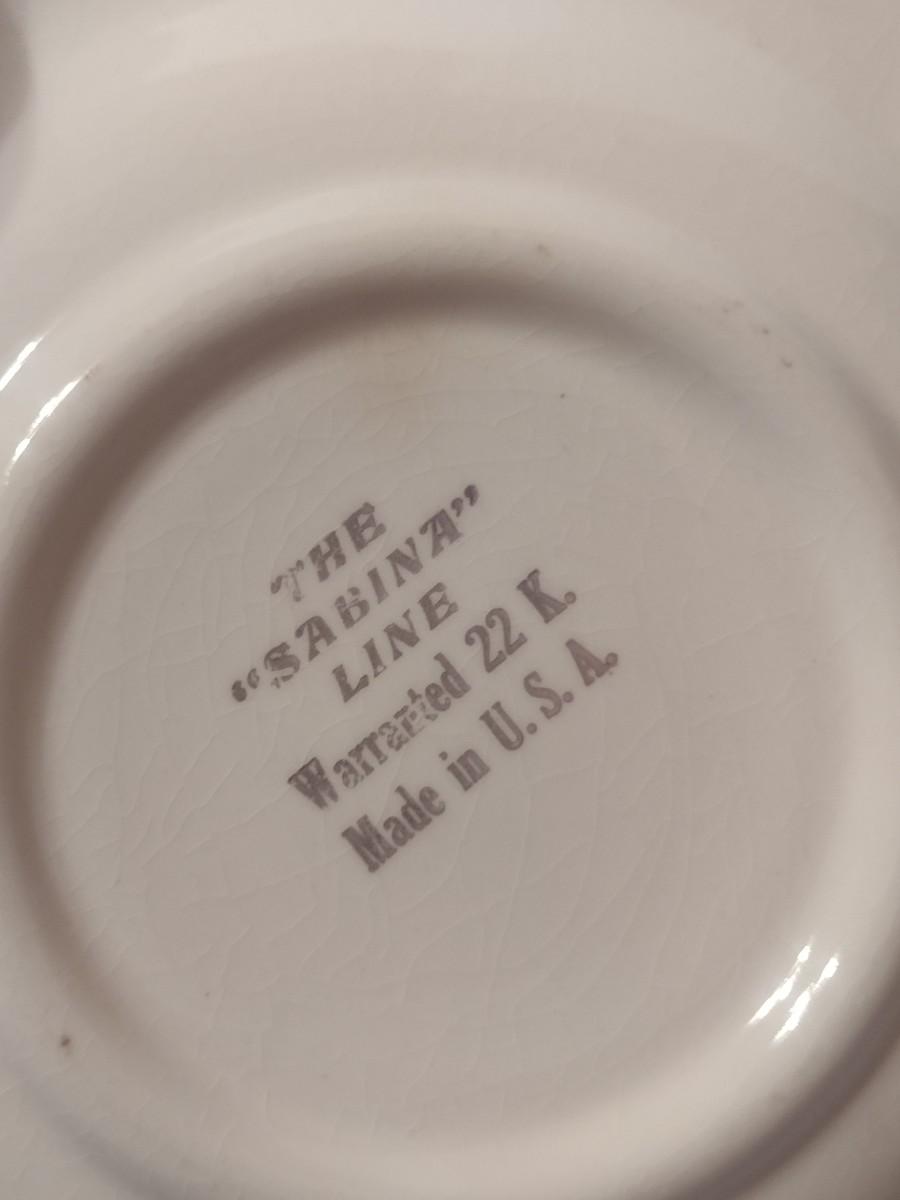 THE
“SABINA”
LINE
Warranted 22 K.
Made in U. S. A.